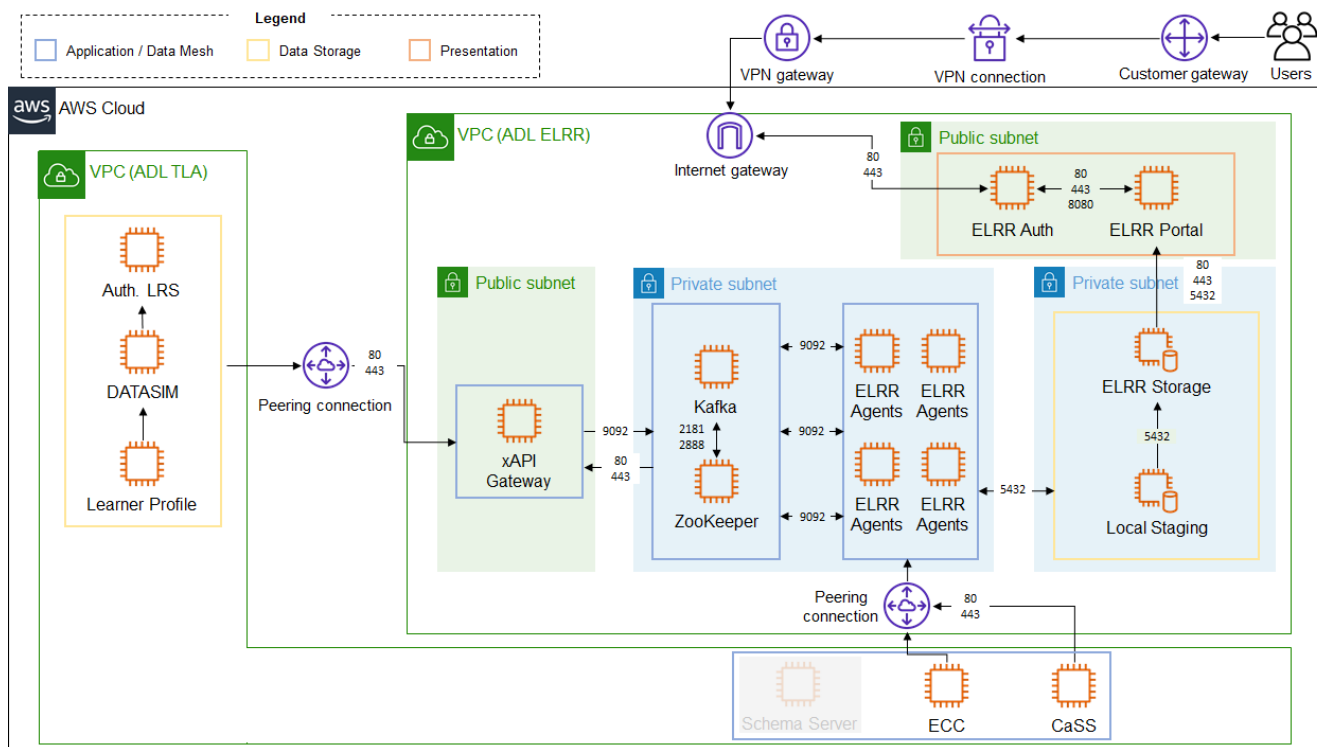 Legend
Application / Data Mesh
Data Storage
Presentation
VPN gateway
VPN connection
Customer gateway
Users
aws
AWS Cloud
VPC (ADL ELRR)
Internet gateway
80
443
Public subnet
ELRR Auth
80
443
8080
ELRR Portal
VPC (ADL TLA)
Auth. LRS
DATASIM
Learner Profile
Peering connection
80
443
Public subnet
xAPI
Gateway
9092
80
443
Private subnet
Kafka
2181
2888
ZooKeeper
9092
9092
9092
ELRR
Agents
ELRR
Agents
ELRR
Agents
ELRR
Agents
5432
Private subnet
80
443
5432
ELRR Storage
5432
Local Staging
Peering
connection
80
443
Schema Server
ECC
CaSS